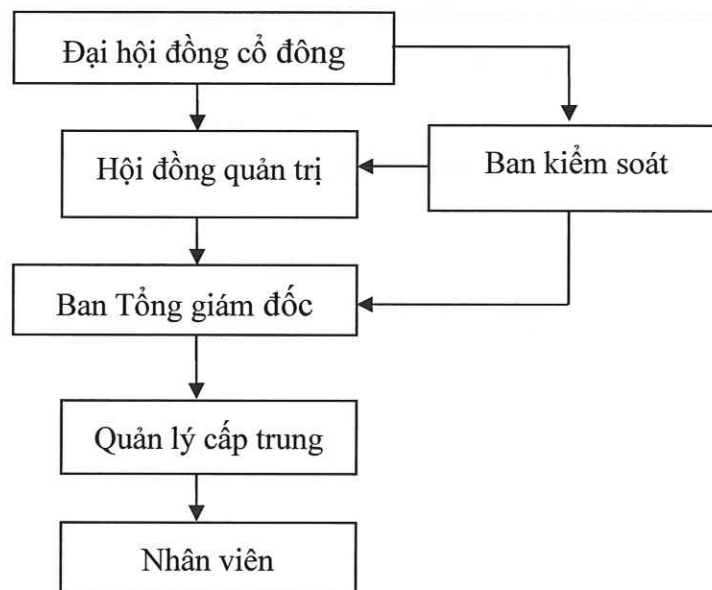 Đại hội đồng cổ đông
Hội đồng quản trị
Ban kiểm soát
Ban Tổng giám đốc
Quản lý cấp trung
Nhân viên